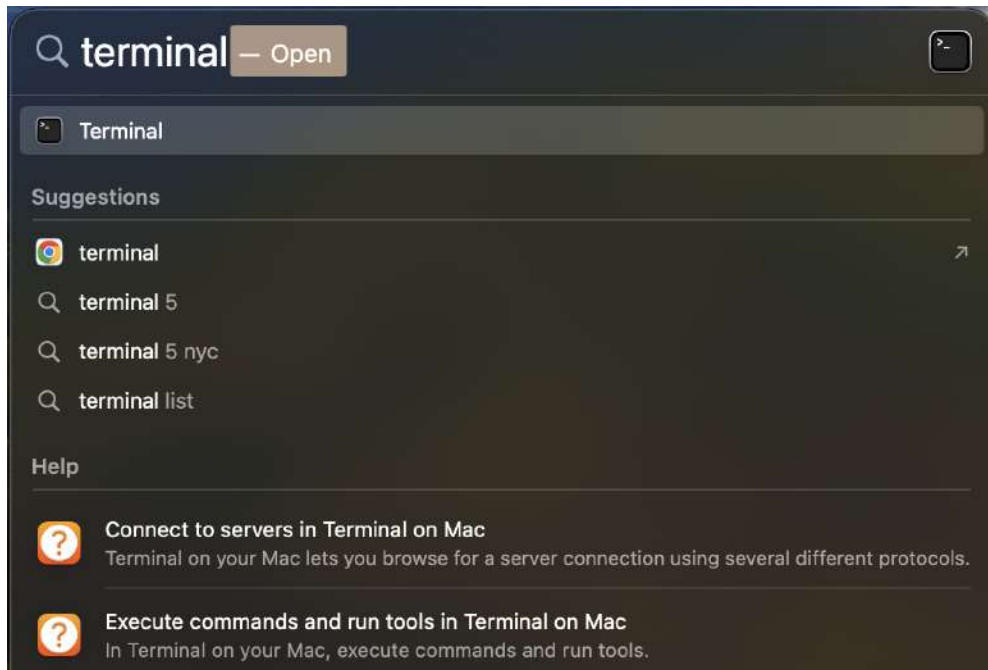 terminal — Open
Terminal
Suggestions
terminal
terminal 5
terminal 5 nyc
terminal list
Help
Connect to servers in Terminal on Mac
Terminal on your Mac lets you browse for a server connection using several different protocols.
Execute commands and run tools in Terminal on Mac
In Terminal on your Mac, execute commands and run tools.